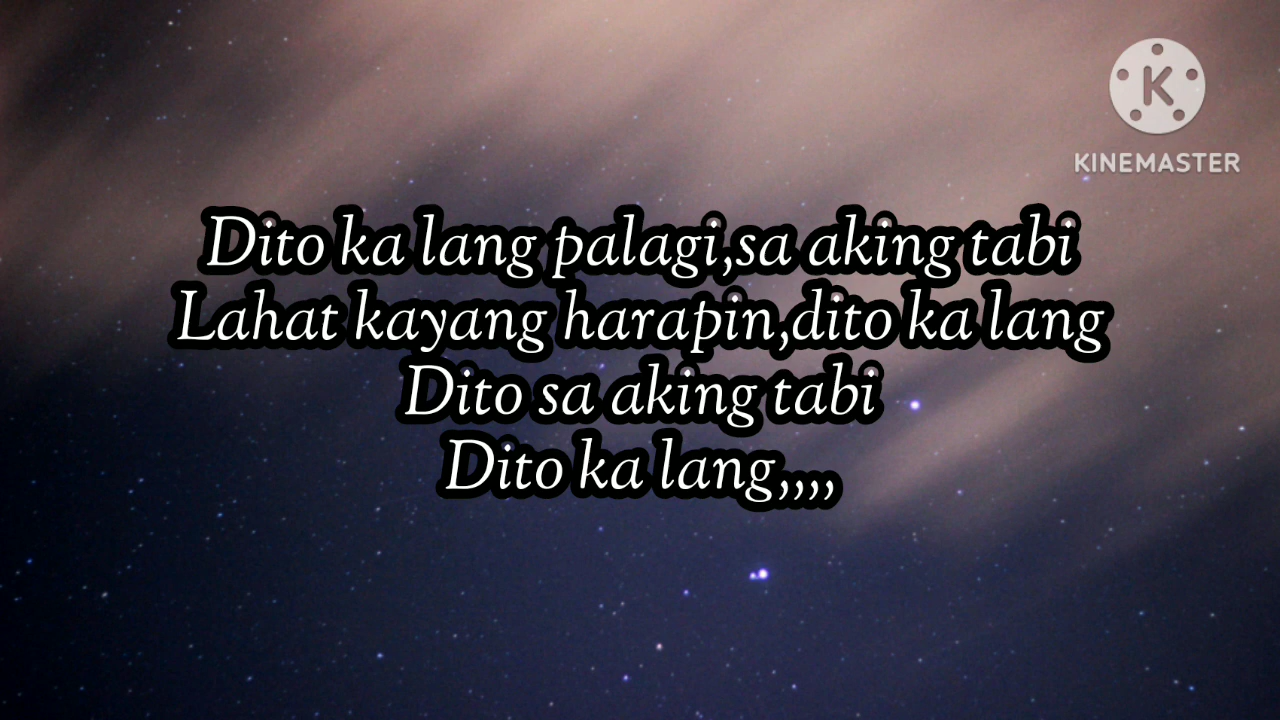 KINEMASTER
Dito ka lang palagi,sa aking tabi
Lahat kayang harapin,dito ka lang
Dito sa aking tabi
Dito ka lang,,,,